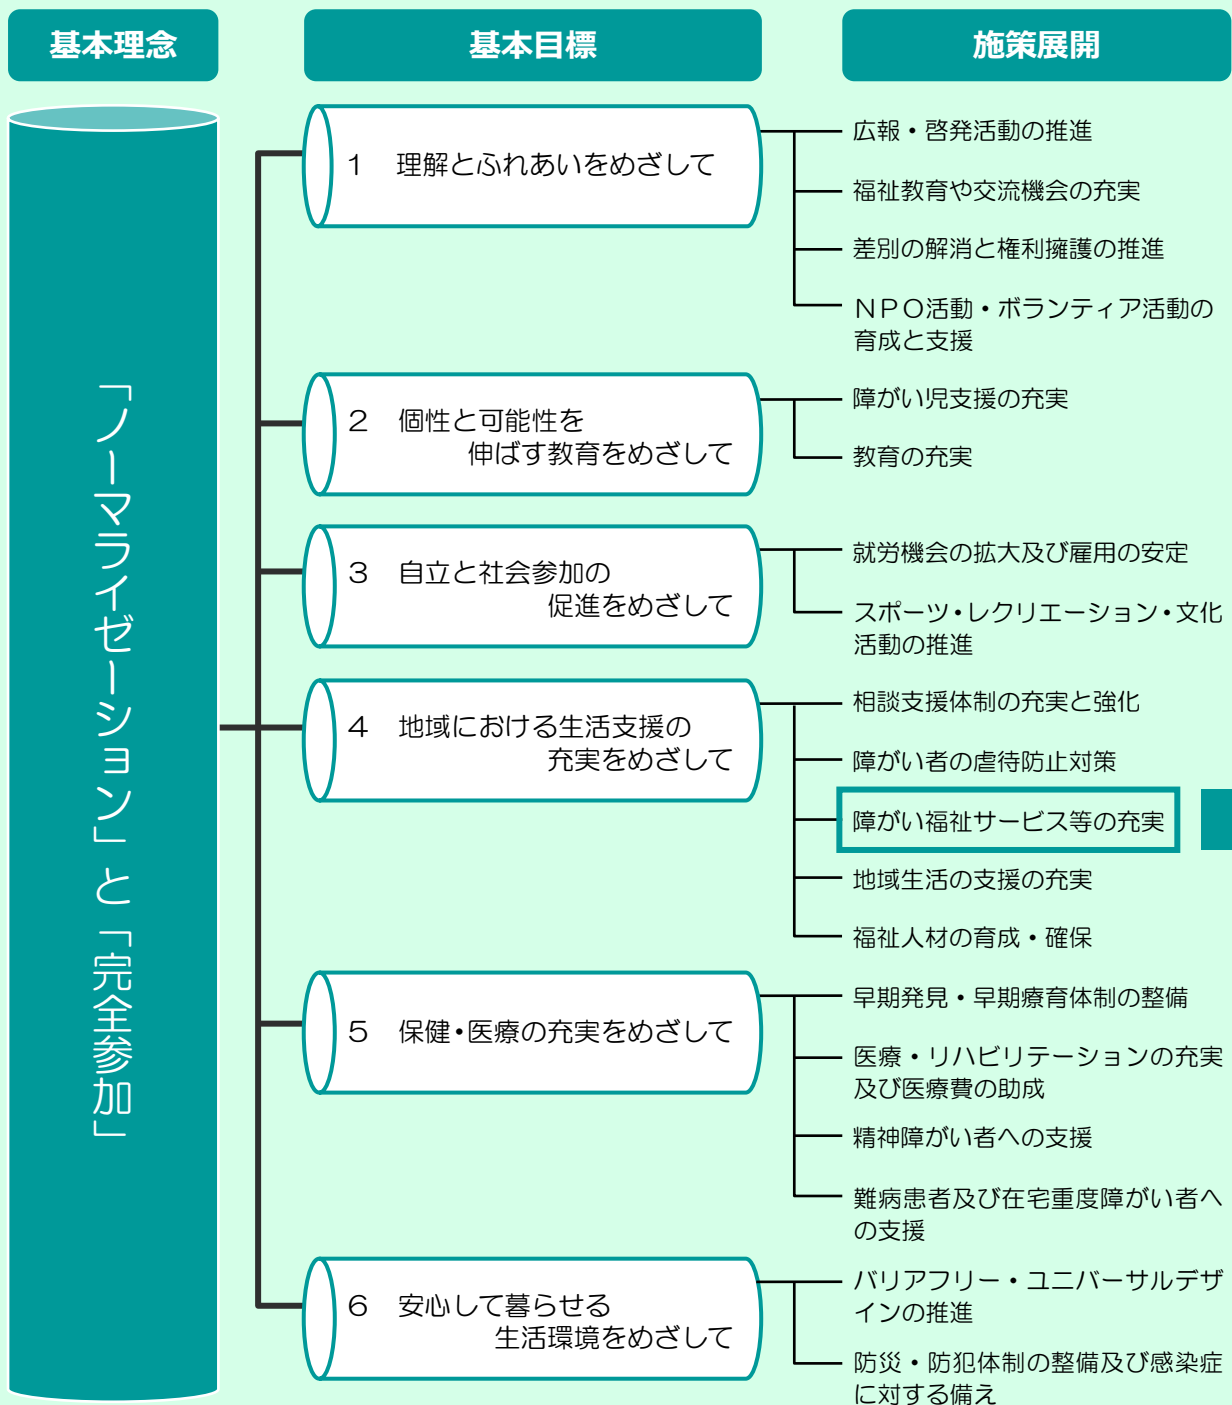 基本理念
基本目標
施策展開
「ノーマライゼーション」と「完全参加」
1 理解とふれあいをめざして
広報・啓発活動の推進
福祉教育や交流機会の充実
差別の解消と権利擁護の推進
ＮＰＯ活動・ボランティア活動の
育成と支援
2 個性と可能性を
伸ばす教育をめざして
障がい児支援の充実
教育の充実
3 自立と社会参加の
促進をめざして
就労機会の拡大及び雇用の安定
スポーツ・レクリエーション・文化
活動の推進
4 地域における生活支援の
充実をめざして
相談支援体制の充実と強化
障がい者の虐待防止対策
障がい福祉サービス等の充実
地域生活の支援の充実
福祉人材の育成・確保
5 保健・医療の充実をめざして
早期発見・早期療育体制の整備
医療・リハビリテーションの充実
及び医療費の助成
精神障がい者への支援
難病患者及び在宅重度障がい者へ
の支援
6 安心して暮らせる
生活環境をめざして
バリアフリー・ユニバーサルデザ
インの推進
防災・防犯体制の整備及び感染症
に対する備え